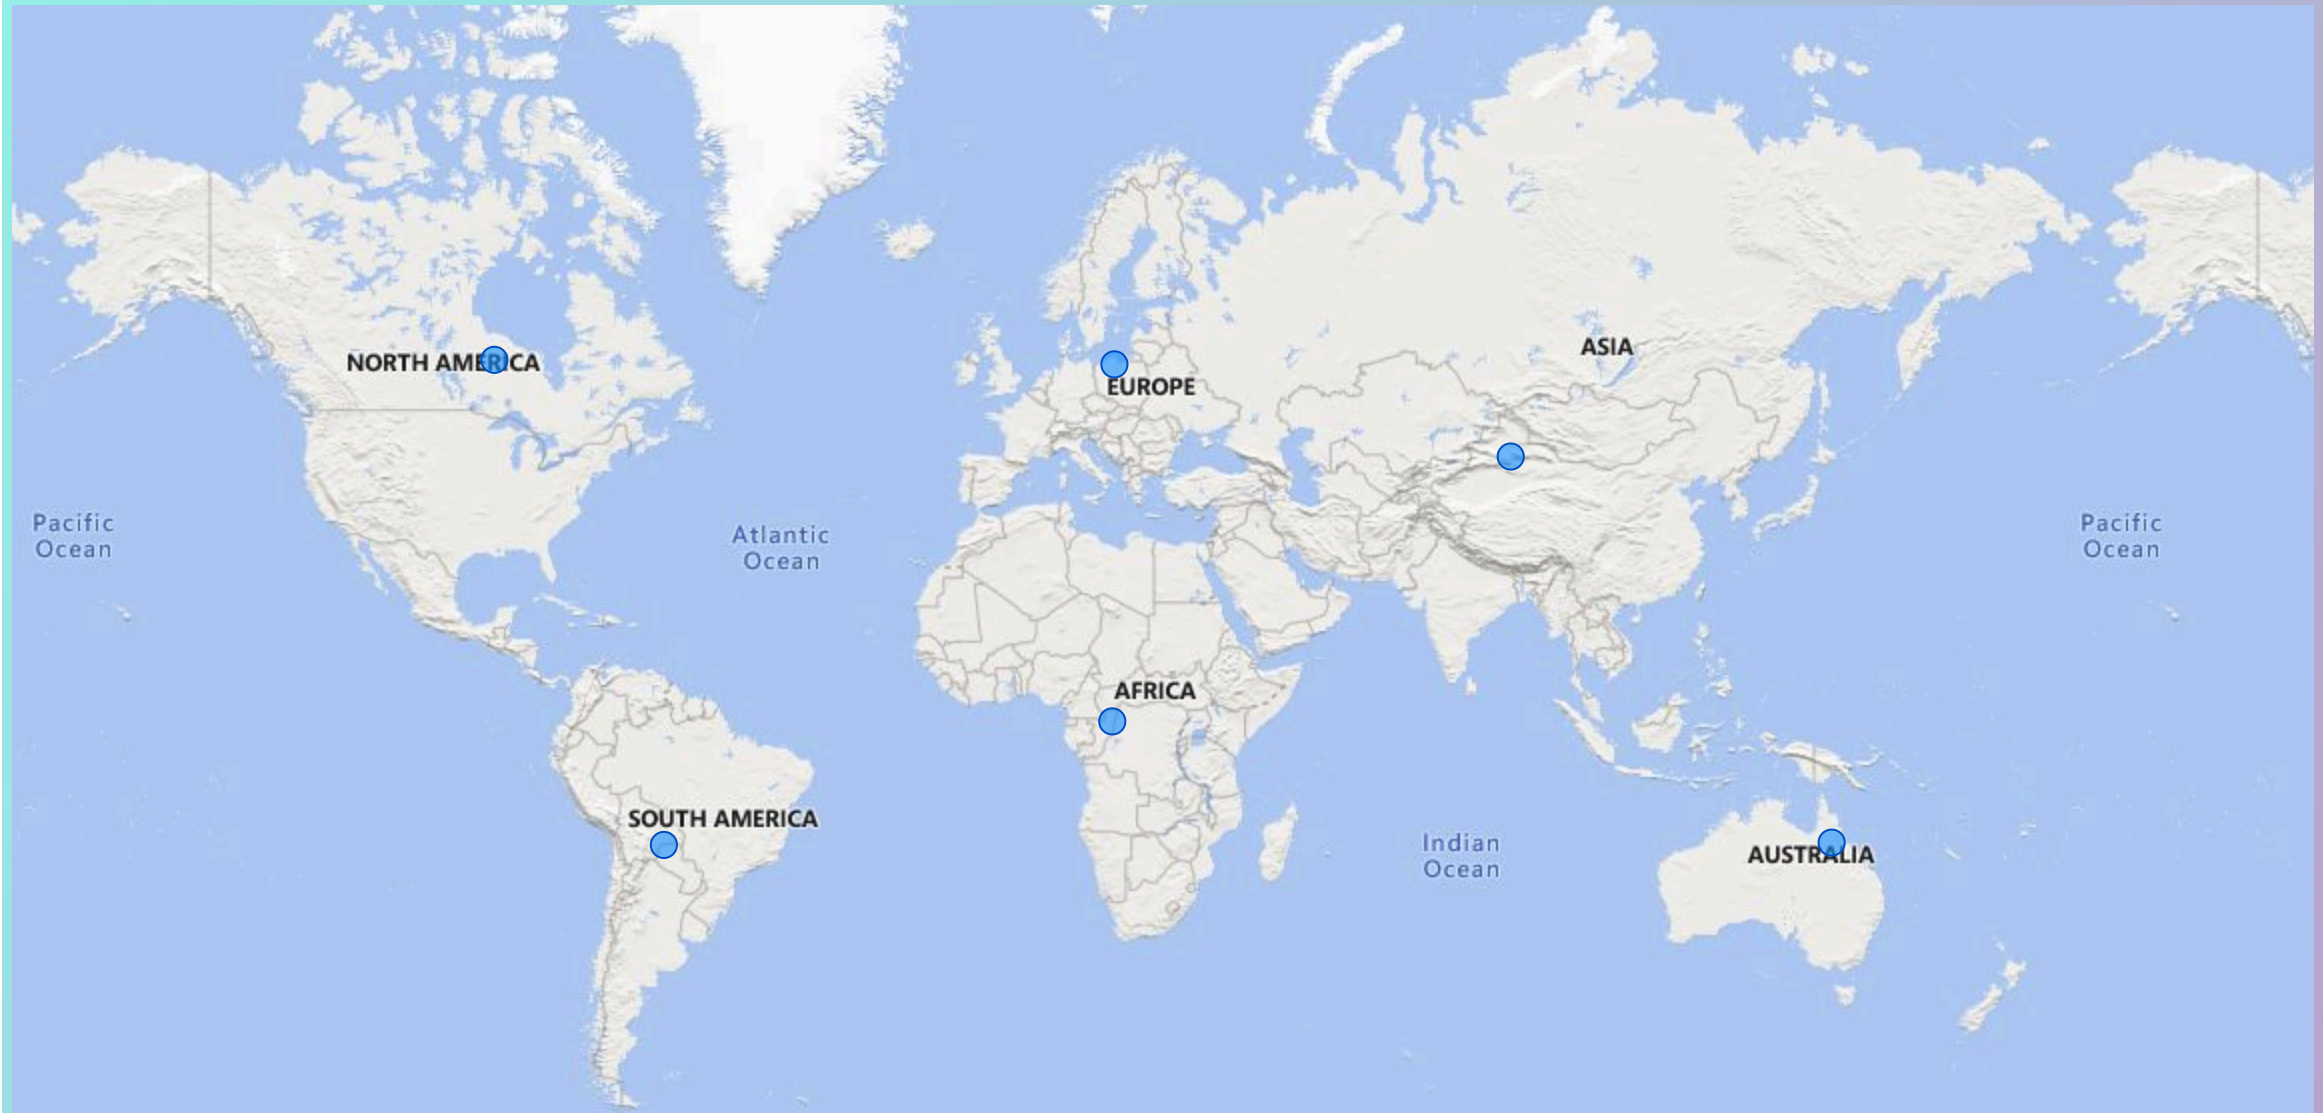 ASIA
NORTH AMERICA
EUROPE
Pacific
Ocean
Atlantic
Ocean
Pacific
Ocean
AFRICA
SOUTH AMERICA
Indian
Ocean
AUSTRALIA